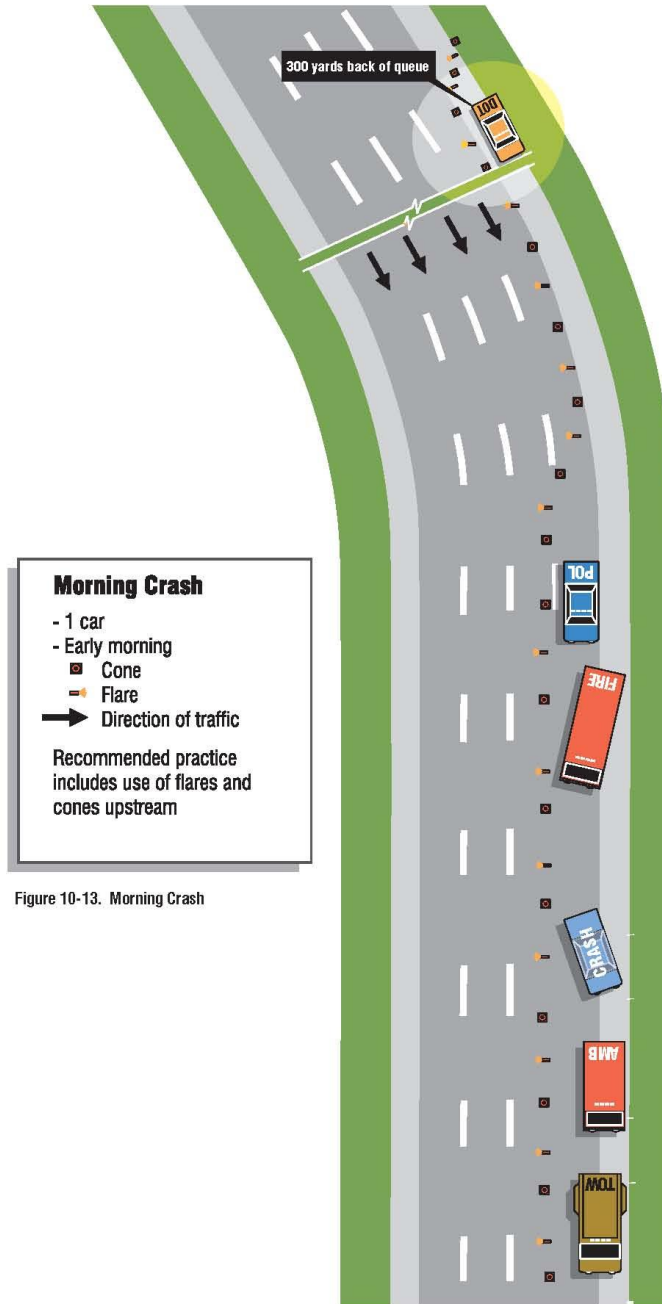 300 yards back of queue
DOT
POL
FIRE
Morning Crash
- 1 car
- Early morning
Cone
Flare
Direction of traffic
Recommended practice
includes use of flares and
cones upstream
Figure 10-13. Morning Crash
CRASH
AMB
TOW